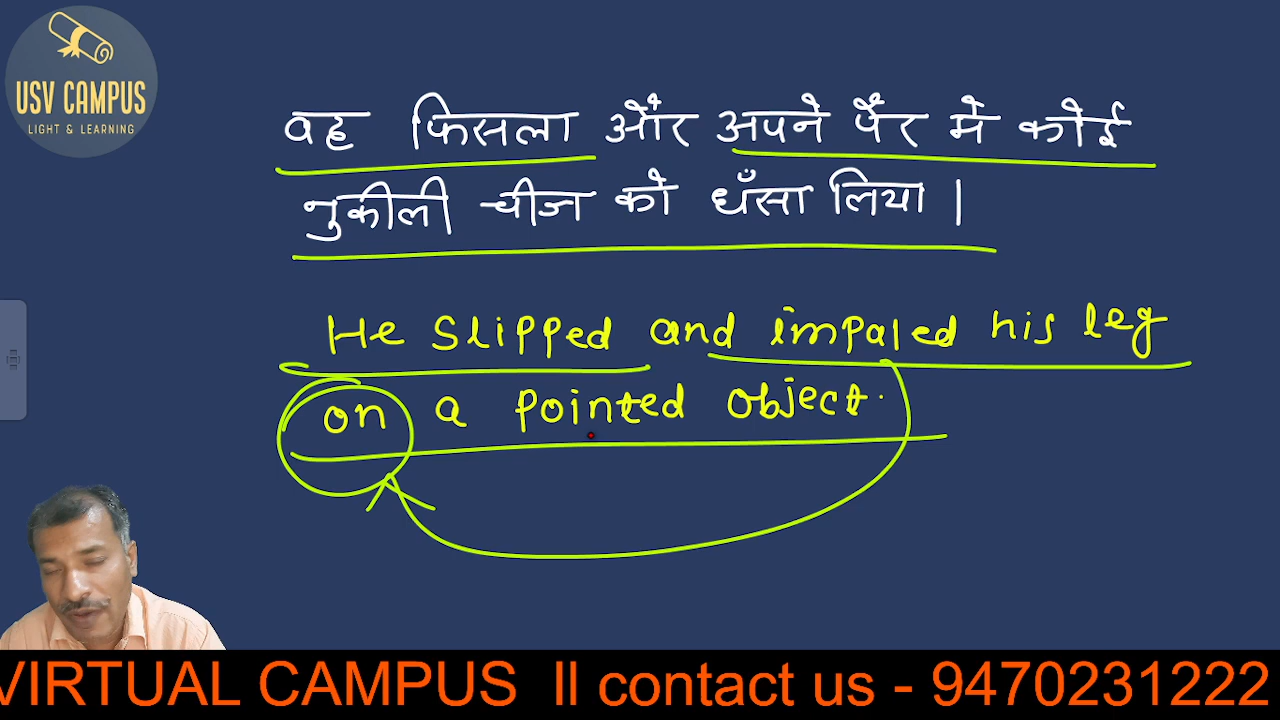 USV CAMPUS
LIGHT & LEARNING
वह फिसला और अपने पैर में कोई
नुकीली चीज को धँसा लिया।
He slipped and impaled his leg
on a pointed object.
VIRTUAL CAMPUS ll contact us - 9470231222